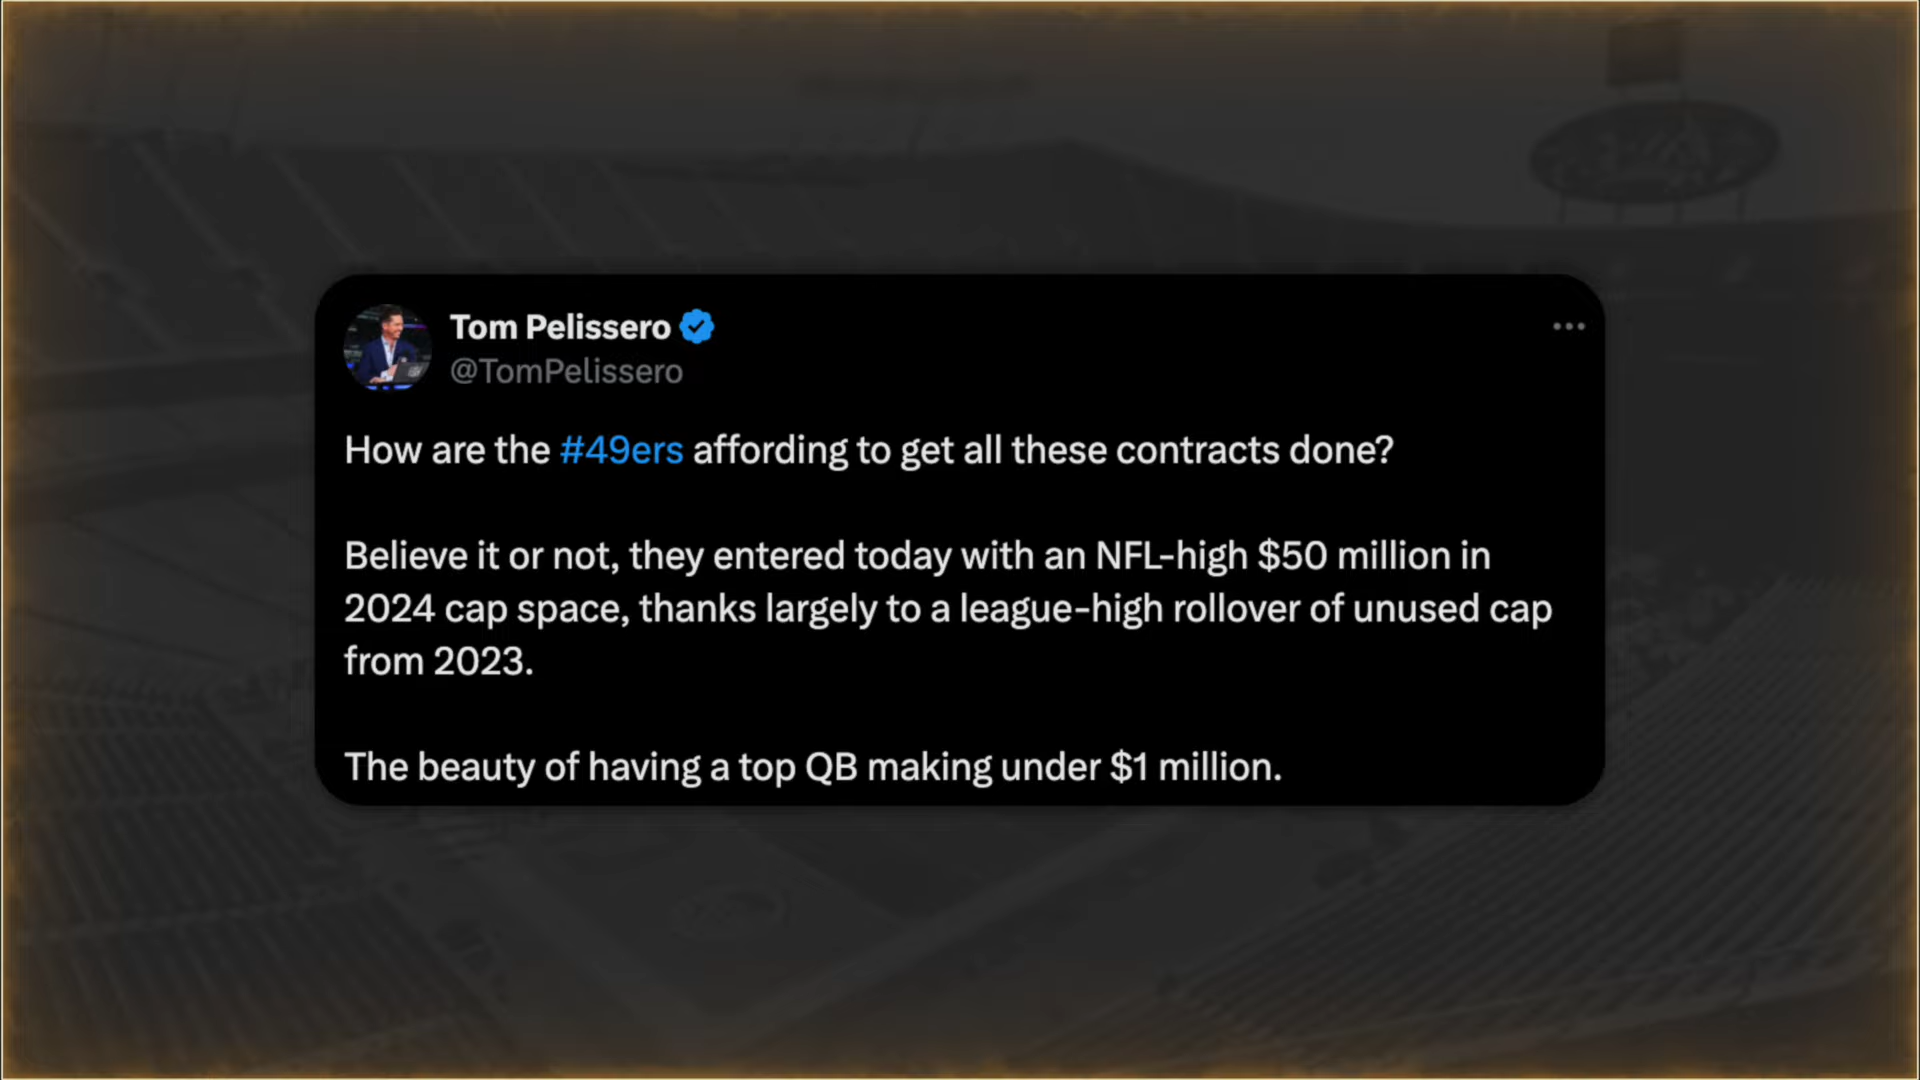 Tom Pelissero
@TomPelissero
How are the #49ers affording to get all these contracts done?
Believe it or not, they entered today with an NFL-high $50 million in
2024 cap space, thanks largely to a league-high rollover of unused cap
from 2023.
The beauty of having a top QB making under $1 million.